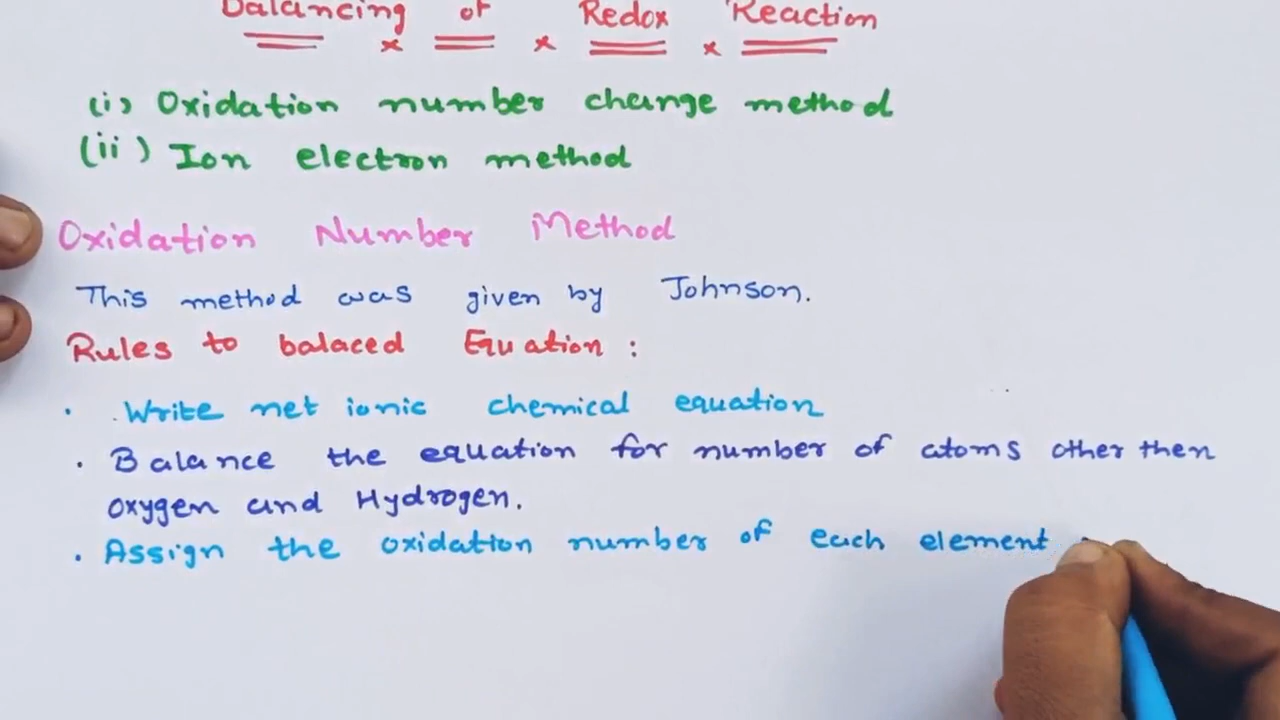 Balancing of Redox Reaction
(i) Oxidation number change method
(ii) Ion electron method
Oxidation Number Method
This method was given by Johnson.
Rules to balaced Equation :
. Write net ionic chemical equation
. Balance the equation for number of atoms other then
oxygen and Hydrogen.
. Assign the oxidation number of each element